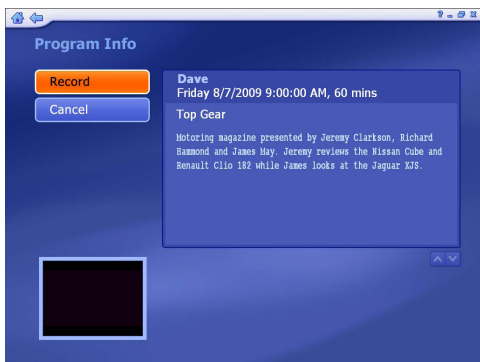 Program Info
Record
Cancel
Dave
Friday 8/7/2009 9:00:00 AM, 60 mins
Top Gear
Motoring magazine presented by Jeremy Clarkson, Richard
Hammond and James May. Jeremy reviews the Nissan Cube and
Renault Clio 182 while James looks at the Jaguar XJS.